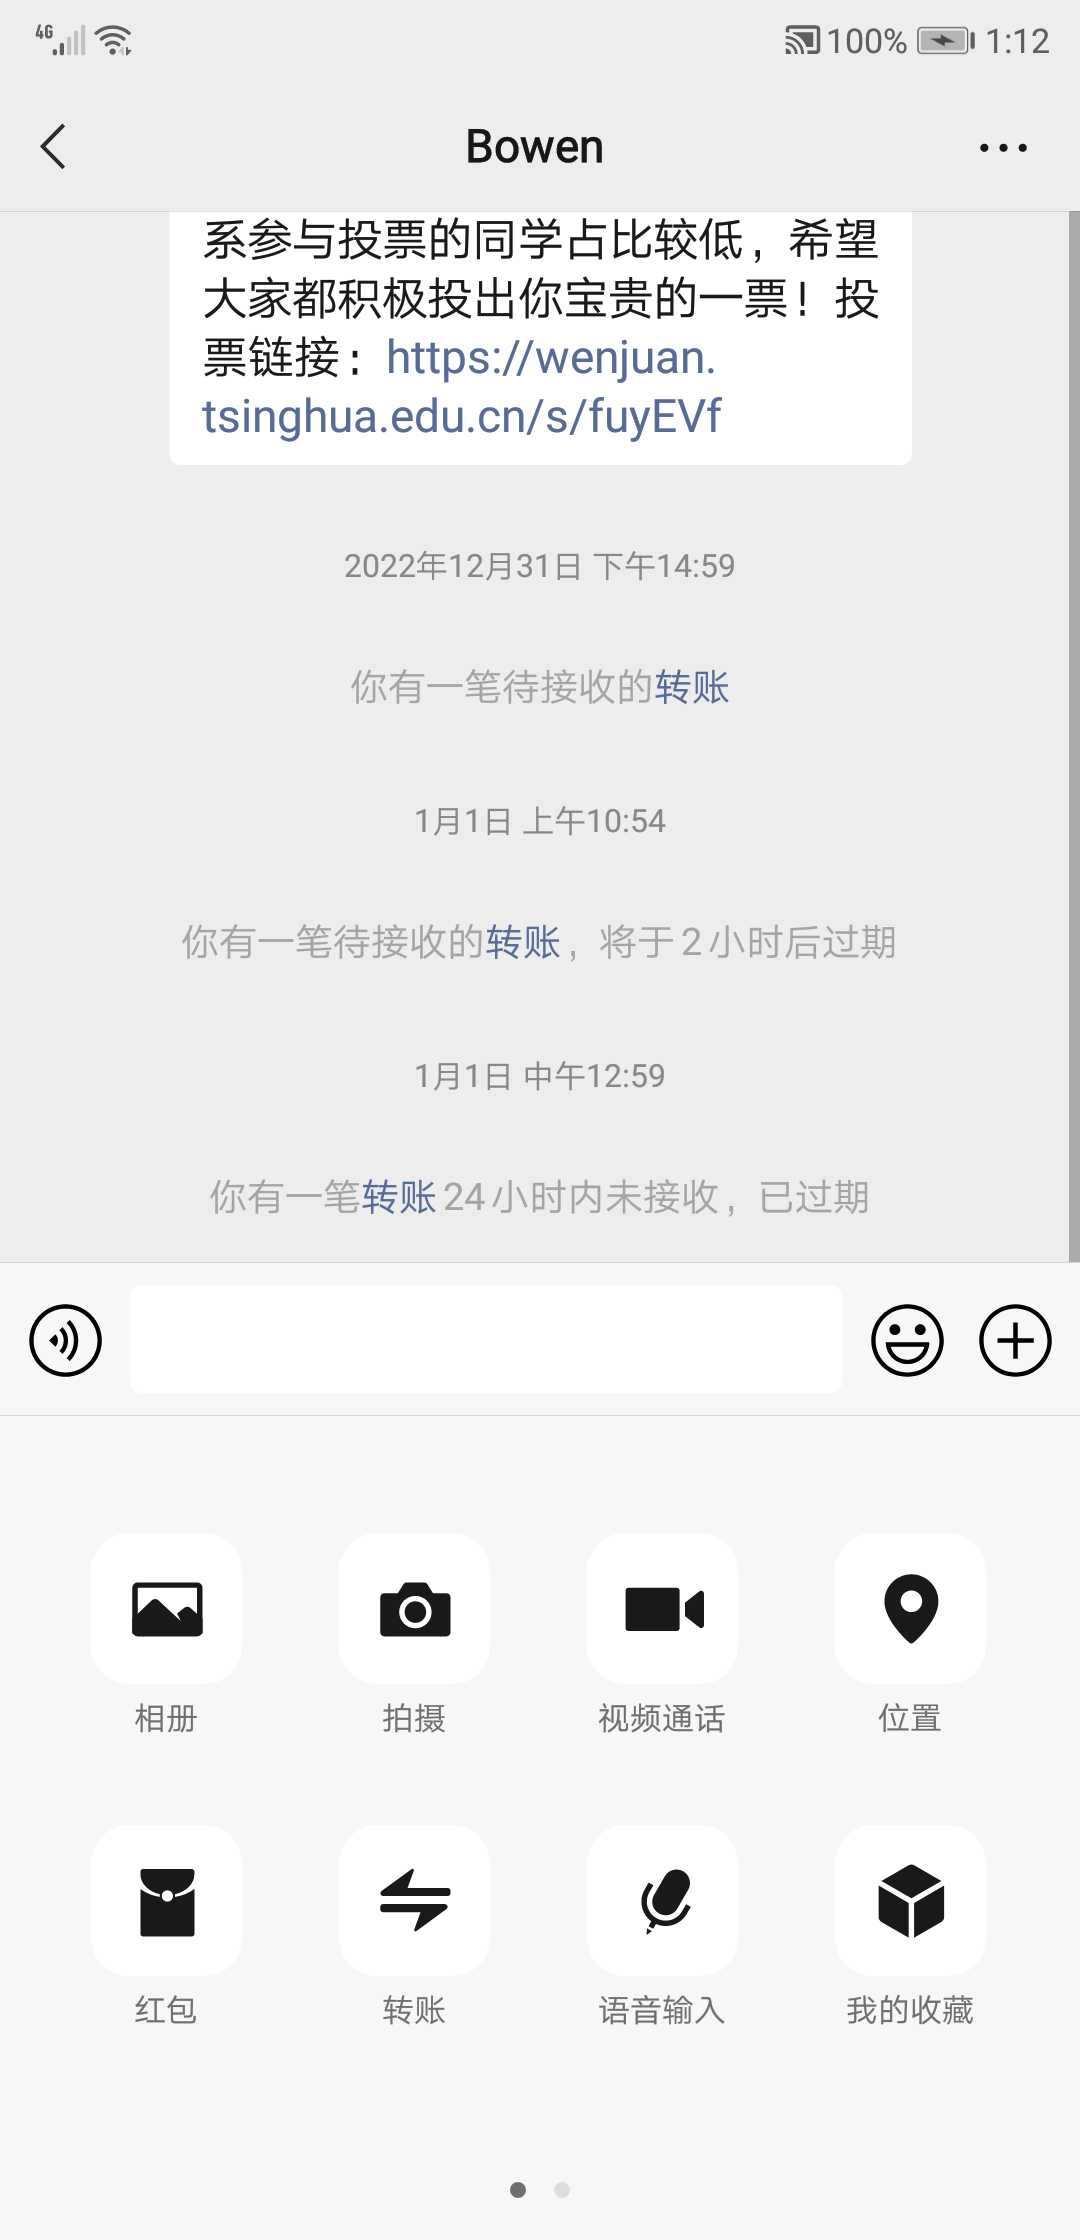 4G
100%
1:12
Bowen
系参与投票的同学占比较低，希望
大家都积极投出你宝贵的一票！投
票链接：https://wenjuan.
tsinghua.edu.cn/s/fuyEVf
2022年12月31日 下午14:59
你有一笔待接收的转账
1月1日 上午10:54
你有一笔待接收的转账，将于2小时后过期
1月1日 中午12:59
你有一笔转账24小时内未接收，已过期
相册
拍摄
视频通话
位置
红包
转账
语音输入
我的收藏